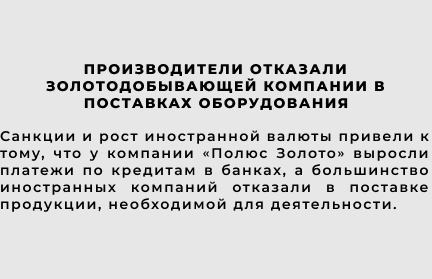 ПРОИЗВОДИТЕЛИ ОТКАЗАЛИ
ЗОЛОТОДОБЫВАЮЩЕЙ КОМПАНИИ В
ПОСТАВКАХ ОБОРУДОВАНИЯ
Санкции и рост иностранной валюты привели к
тому, что у компании «Полюс Золото» выросли
платежи по кредитам в банках, а большинство
иностранных компаний отказали в поставке
продукции, необходимой для деятельности.